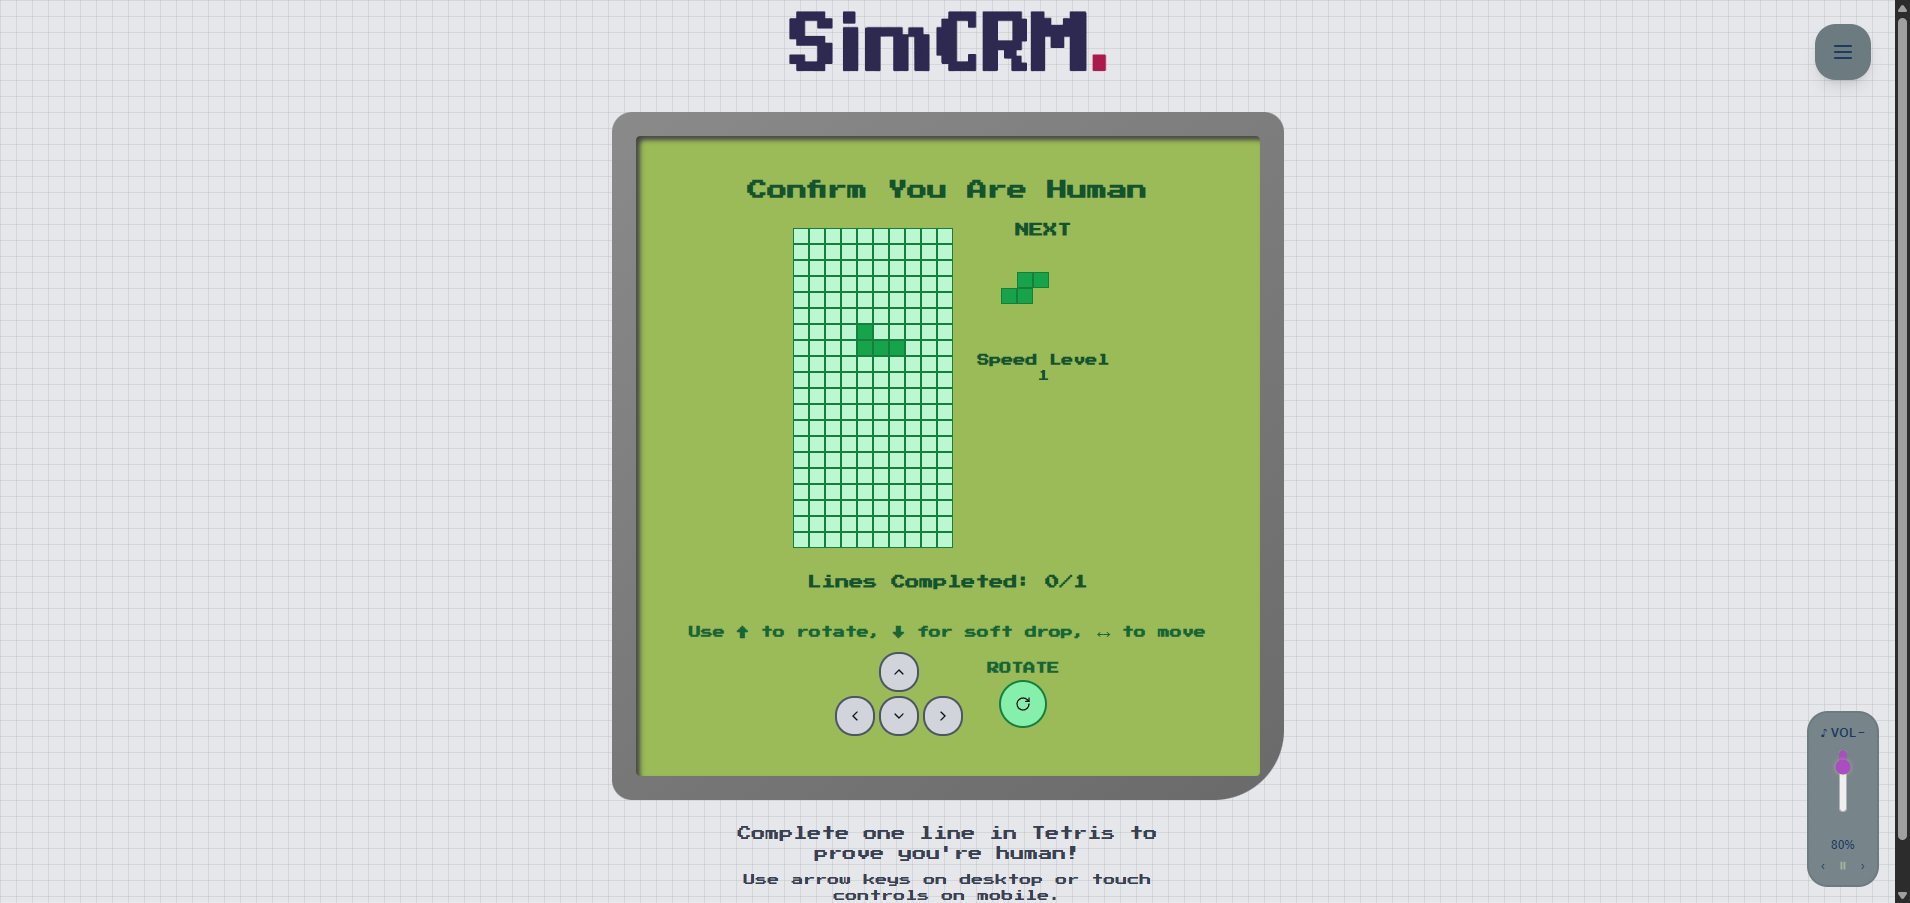 SimCRM.
Confirm You Are Human
NEXT
Speed Level
1
Lines Completed: 0/1
Use ⬆ to rotate, ⬇ for soft drop, ↔ to move
ROTATE
♪ VOL −
80%
Complete one line in Tetris to
prove you're human!
Use arrow keys on desktop or touch
controls on mobile.